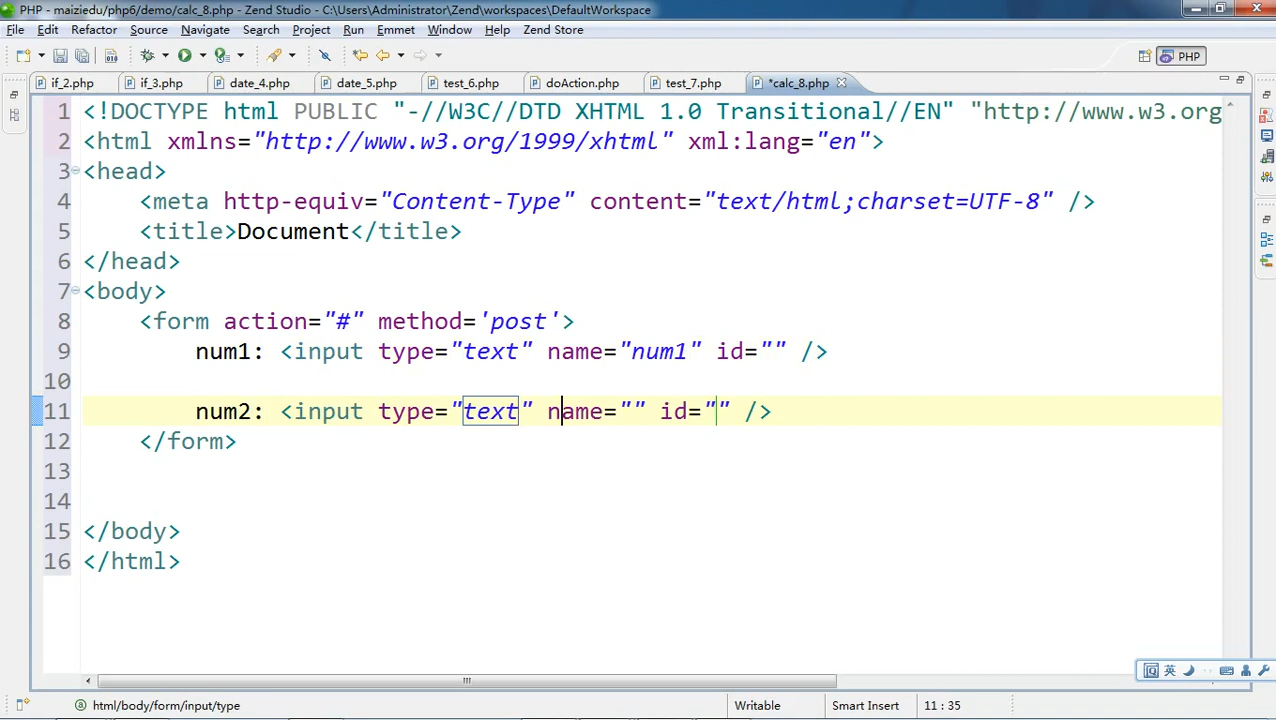 PHP - maiziedu/php6/demo/calc_8.php - Zend Studio - C:\Users\Administrator\Zend\workspaces\DefaultWorkspace
File Edit Refactor Source Navigate Search Project Run Emmet Window Help Zend Store
PHP
if_2.php if_3.php date_4.php date_5.php test_6.php doAction.php test_7.php *calc_8.php
1 <!DOCTYPE html PUBLIC "-//W3C//DTD XHTML 1.0 Transitional//EN" "http://www.w3.org
2 <html xmlns="http://www.w3.org/1999/xhtml" xml:lang="en">
3 <head>
4 <meta http-equiv="Content-Type" content="text/html;charset=UTF-8" />
5 <title>Document</title>
6 </head>
7 <body>
8 <form action="#" method='post'>
9 num1: <input type="text" name="num1" id="" />
10
11 num2: <input type="text" name="" id="" />
12 </form>
13
14
15 </body>
16 </html>
英
html/body/form/input/type Writable Smart Insert 11 : 35